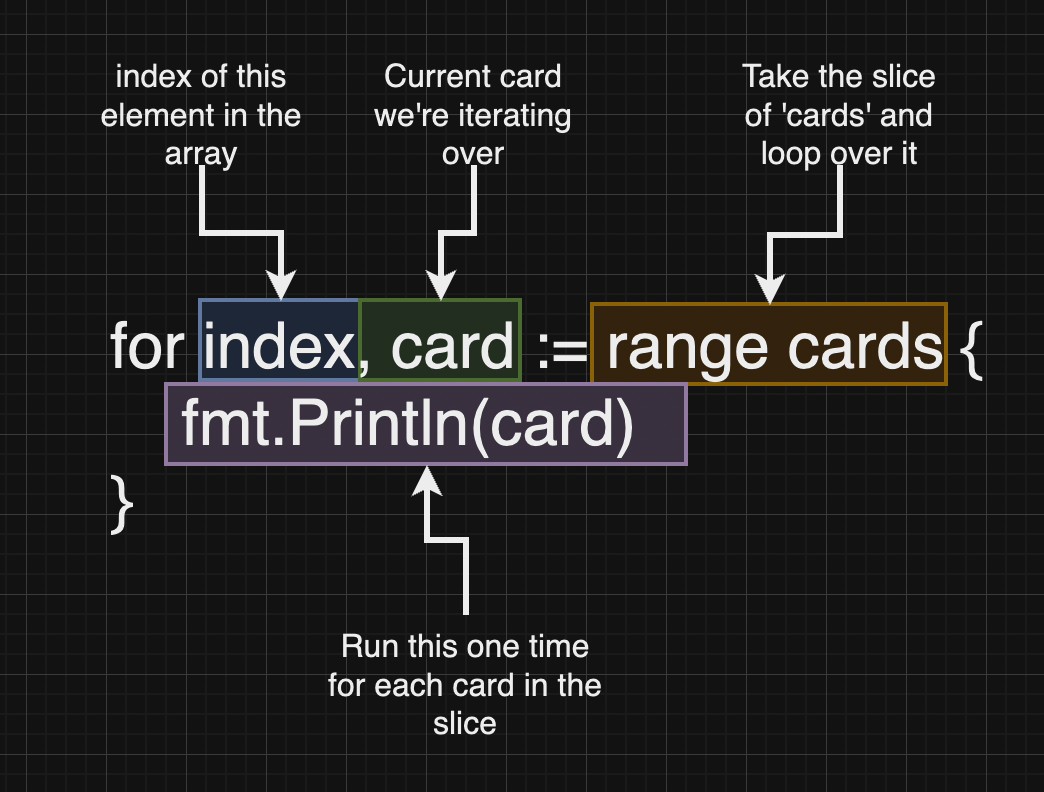 index of this
element in the
array
Current card
we're iterating
over
Take the slice
of 'cards' and
loop over it
for index, card := range cards {
fmt.Println(card)
}
Run this one time
for each card in the
slice